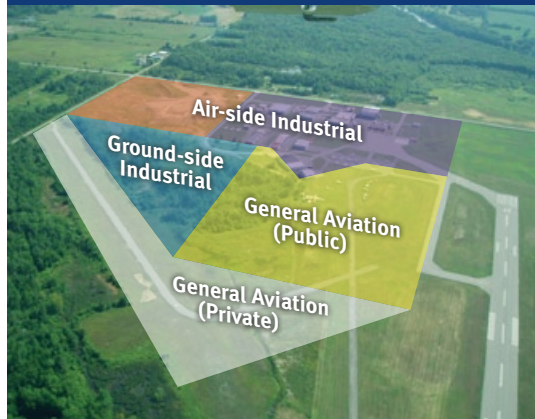 Air-side Industrial
Ground-side
Industrial
General Aviation
(Public)
General Aviation
(Private)